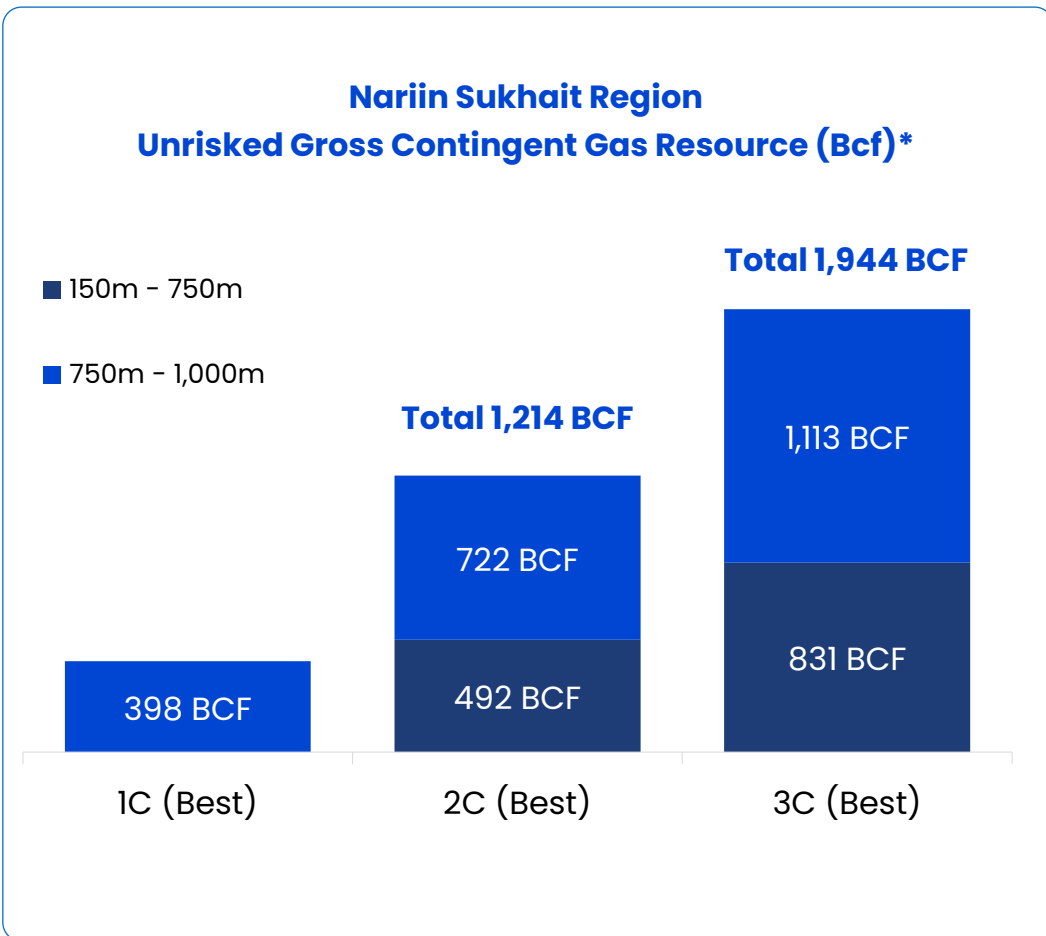 Nariin Sukhait Region
Unrisked Gross Contingent Gas Resource (Bcf)*
Total 1,944 BCF
150m - 750m
750m - 1,000m
Total 1,214 BCF
1,113 BCF
722 BCF
831 BCF
492 BCF
398 BCF
1C (Best)
2C (Best)
3C (Best)